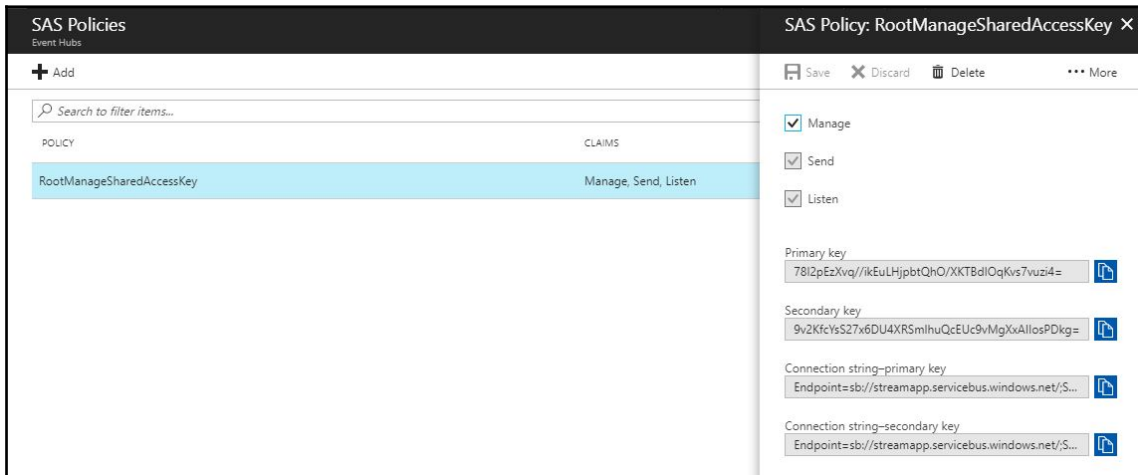 SAS Policies
Event Hubs
Add
Search to filter items...
POLICY CLAIMS
RootManageSharedAccessKey Manage, Send, Listen
SAS Policy: RootManageSharedAccessKey
Save Discard Delete ••• More
Manage
Send
Listen
Primary key
78I2pEzXvq//ikEuLHjpbtQhO/XKTBdlOqKvs7vuzi4=
Secondary key
9v2KfcYsS27x6DU4XRSmlhuQcEUc9vMgXxAIlosPDkg=
Connection string–primary key
Endpoint=sb://streamapp.servicebus.windows.net/;S...
Connection string–secondary key
Endpoint=sb://streamapp.servicebus.windows.net/;S...